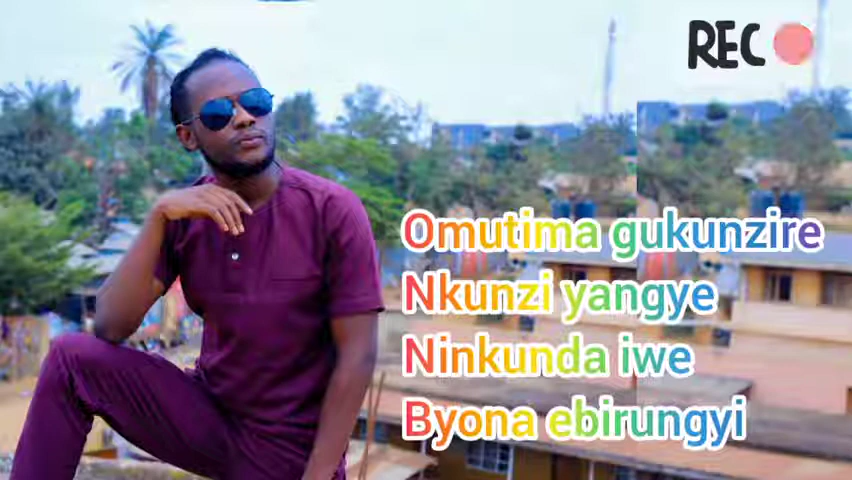 REC
Omutima gukunzire
Nkunzi yangye
Ninkunda iwe
Byona ebirungyi